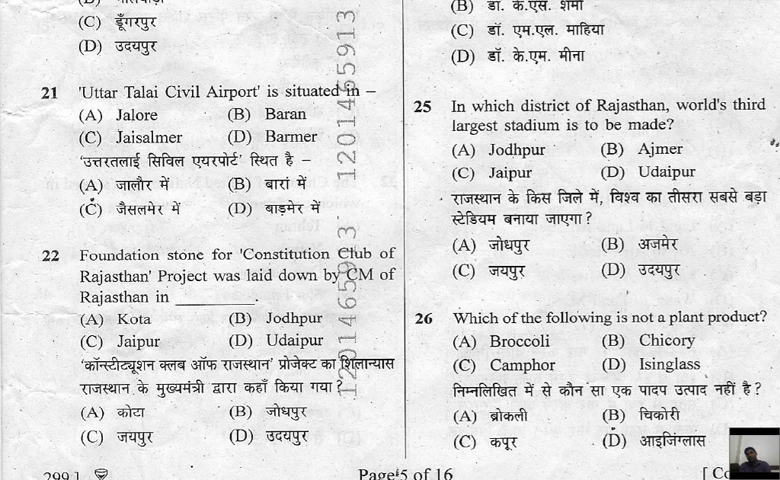 (C) डूँगरपुर
(D) उदयपुर
21 'Uttar Talai Civil Airport' is situated in –
(A) Jalore (B) Baran
(C) Jaisalmer (D) Barmer
'उत्तरतलाई सिविल एयरपोर्ट' स्थित है –
(A) जालौर में (B) बारां में
(C) जैसलमेर में (D) बाड़मेर में
22 Foundation stone for 'Constitution Club of
Rajasthan' Project was laid down by CM of
Rajasthan in __________.
(A) Kota (B) Jodhpur
(C) Jaipur (D) Udaipur
'कॉन्स्टीट्यूशन क्लब ऑफ राजस्थान' प्रोजेक्ट का शिलान्यास
राजस्थान के मुख्यमंत्री द्वारा कहाँ किया गया ?
(A) कोटा (B) जोधपुर
(C) जयपुर (D) उदयपुर
1201465913
1201465913
(B) डॉ. के.एस. शर्मा
(C) डॉ. एम.एल. माहिया
(D) डॉ. के.एम. मीना
25 In which district of Rajasthan, world's third
largest stadium is to be made?
(A) Jodhpur (B) Ajmer
(C) Jaipur (D) Udaipur
राजस्थान के किस जिले में, विश्व का तीसरा सबसे बड़ा
स्टेडियम बनाया जाएगा ?
(A) जोधपुर (B) अजमेर
(C) जयपुर (D) उदयपुर
26 Which of the following is not a plant product?
(A) Broccoli (B) Chicory
(C) Camphor (D) Isinglass
निम्नलिखित में से कौन सा एक पादप उत्पाद नहीं है ?
(A) ब्रोकली (B) चिकोरी
(C) कपूर (D) आइजिंग्लास
2991 Page 5 of 16